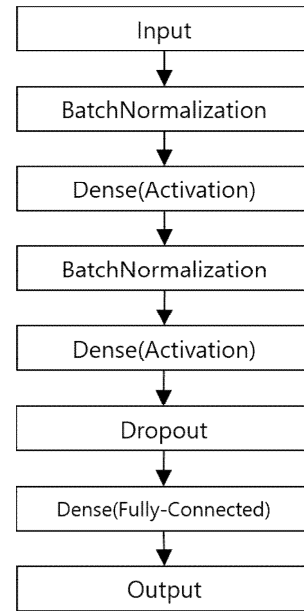 Input
BatchNormalization
Dense(Activation)
BatchNormalization
Dense(Activation)
Dropout
Dense(Fully-Connected)
Output